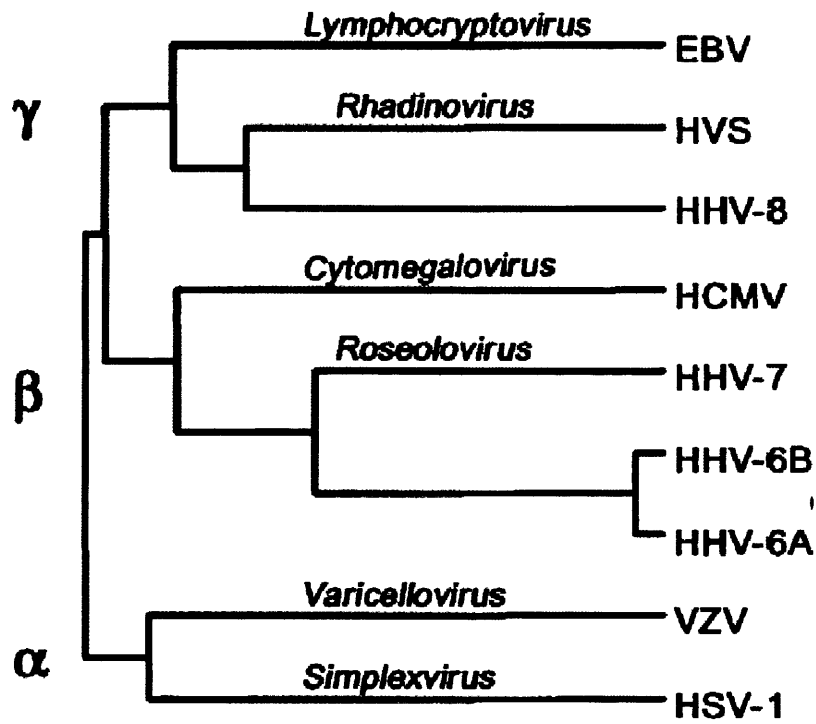 Lymphocryptovirus
EBV
γ
Rhadinovirus
HVS
HHV-8
Cytomegalovirus
HCMV
Roseolovirus
HHV-7
β
HHV-6B
HHV-6A
Varicellovirus
VZV
α
Simplexvirus
HSV-1